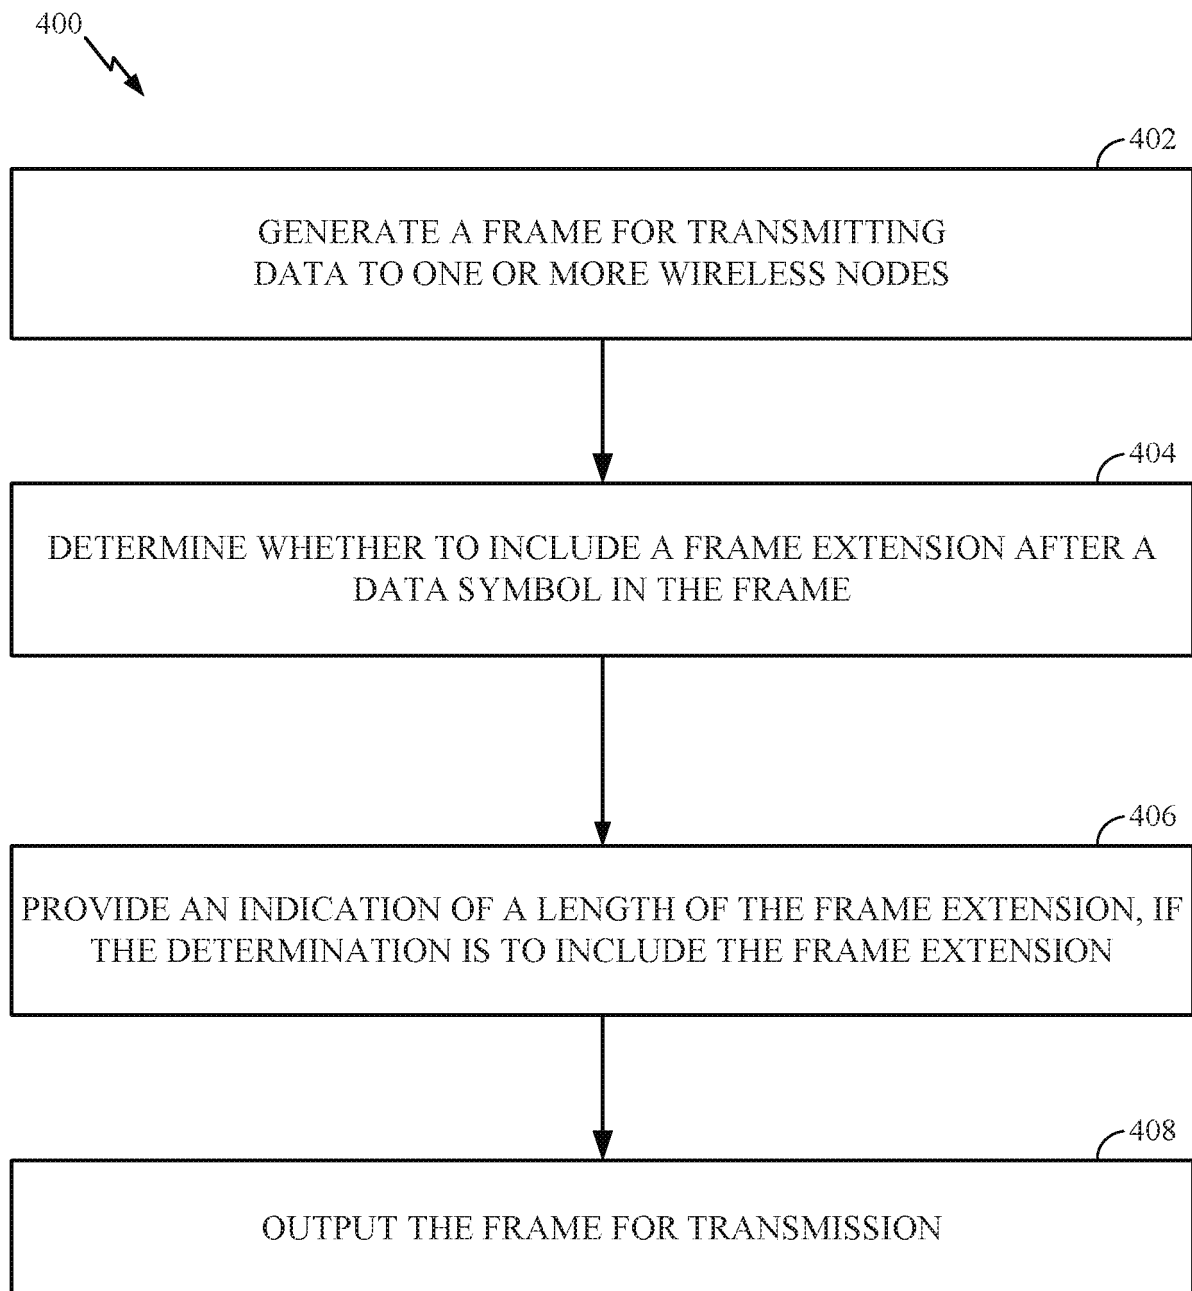 400
402
GENERATE A FRAME FOR TRANSMITTING
DATA TO ONE OR MORE WIRELESS NODES
404
DETERMINE WHETHER TO INCLUDE A FRAME EXTENSION AFTER A
DATA SYMBOL IN THE FRAME
406
PROVIDE AN INDICATION OF A LENGTH OF THE FRAME EXTENSION, IF
THE DETERMINATION IS TO INCLUDE THE FRAME EXTENSION
408
OUTPUT THE FRAME FOR TRANSMISSION